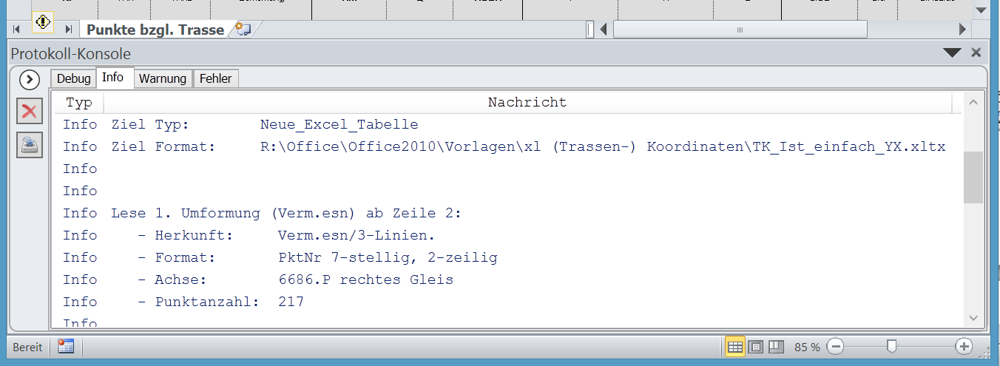 Punkte bzgl. Trasse
Protokoll-Konsole
Debug Info Warnung Fehler
Typ Nachricht
Info Ziel Typ: Neue_Excel_Tabelle
Info Ziel Format: R:\Office\Office2010\Vorlagen\xl (Trassen-) Koordinaten\TK_Ist_einfach_YX.xltx
Info
Info
Info Lese 1. Umformung (Verm.esn) ab Zeile 2:
Info - Herkunft: Verm.esn/3-Linien.
Info - Format: PktNr 7-stellig, 2-zeilig
Info - Achse: 6686.P rechtes Gleis
Info - Punktanzahl: 217
Info
Bereit 85 %